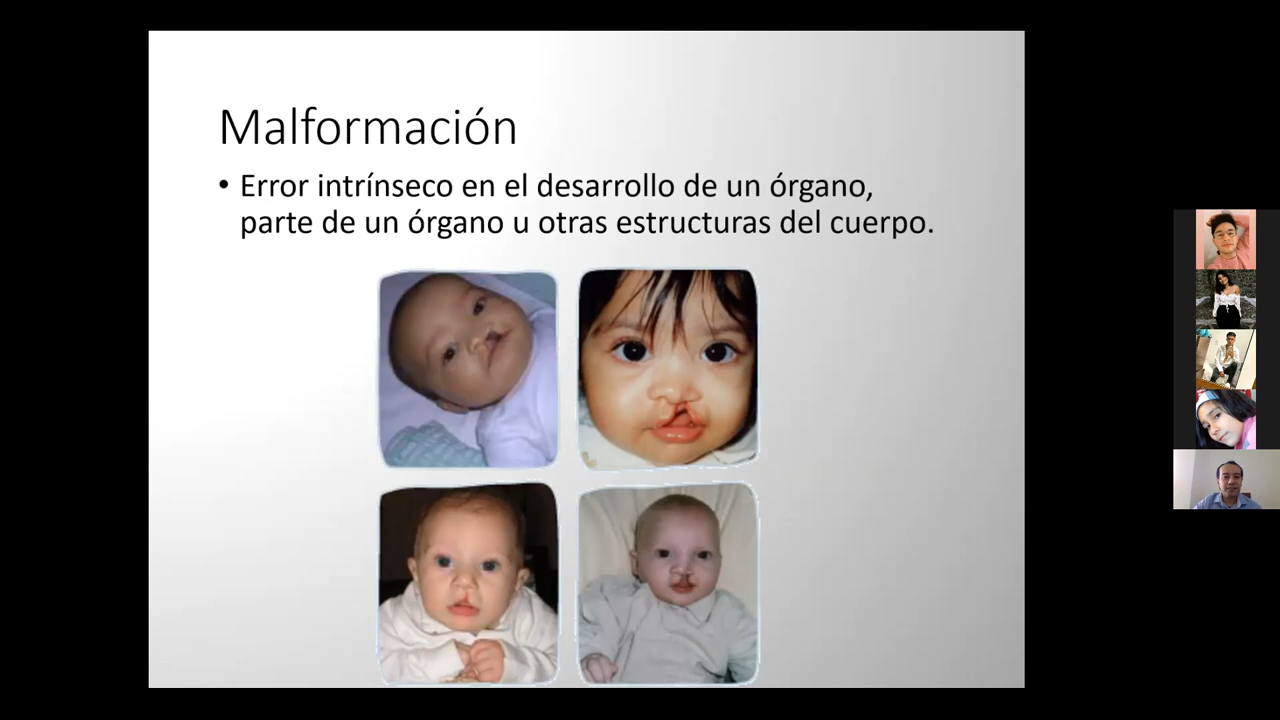 Malformación
• Error intrínseco en el desarrollo de un órgano,
parte de un órgano u otras estructuras del cuerpo.